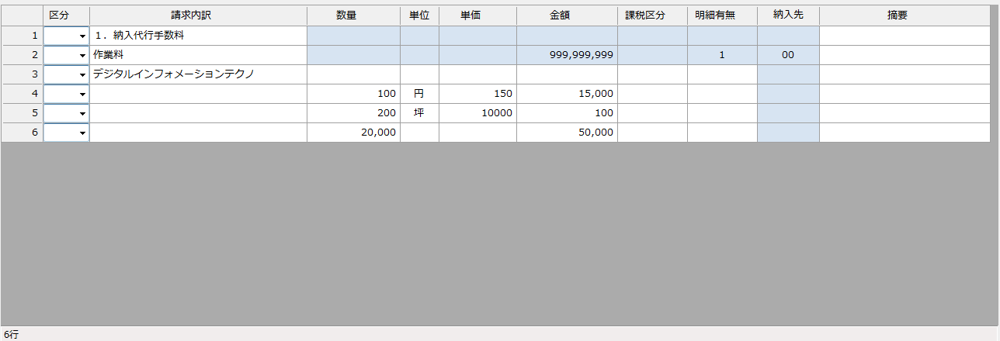 区分 請求内訳 数量 単位 単価 金額 課税区分 明細有無 納入先 摘要
1 １．納入代行手数料
2 作業料 999,999,999 1 00
3 デジタルインフォメーションテクノ
4 100 円 150 15,000
5 200 坪 10000 100
6 20,000 50,000
6行